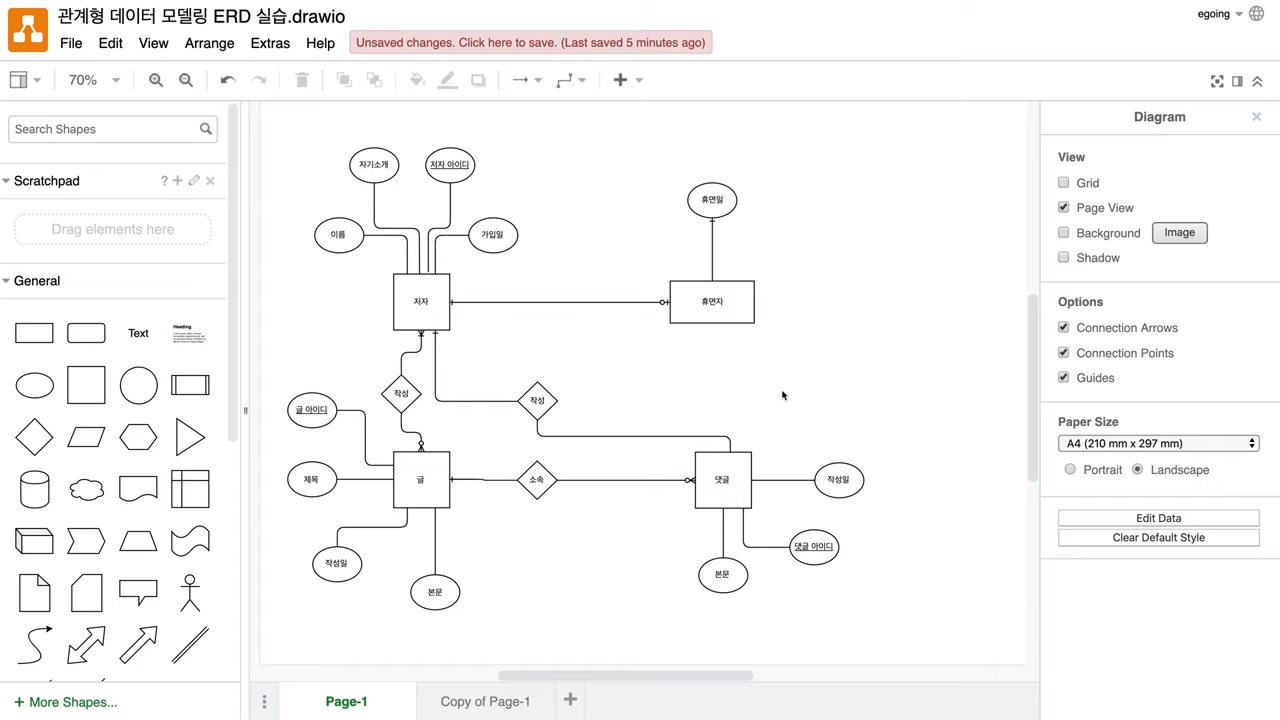 관계형 데이터 모델링 ERD 실습.drawio
egoing
File Edit View Arrange Extras Help
Unsaved changes. Click here to save. (Last saved 5 minutes ago)
70%
Search Shapes
Scratchpad
?
Drag elements here
General
Text
Heading
More Shapes...
자기소개
저자 아이디
이름
가입일
저자
휴면일
휴면자
작성
작성
글 아이디
제목
글
소속
댓글
작성일
작성일
본문
댓글 아이디
본문
Page-1
Copy of Page-1
Diagram
View
Grid
Page View
Background
Image
Shadow
Options
Connection Arrows
Connection Points
Guides
Paper Size
A4 (210 mm x 297 mm)
Portrait
Landscape
Edit Data
Clear Default Style